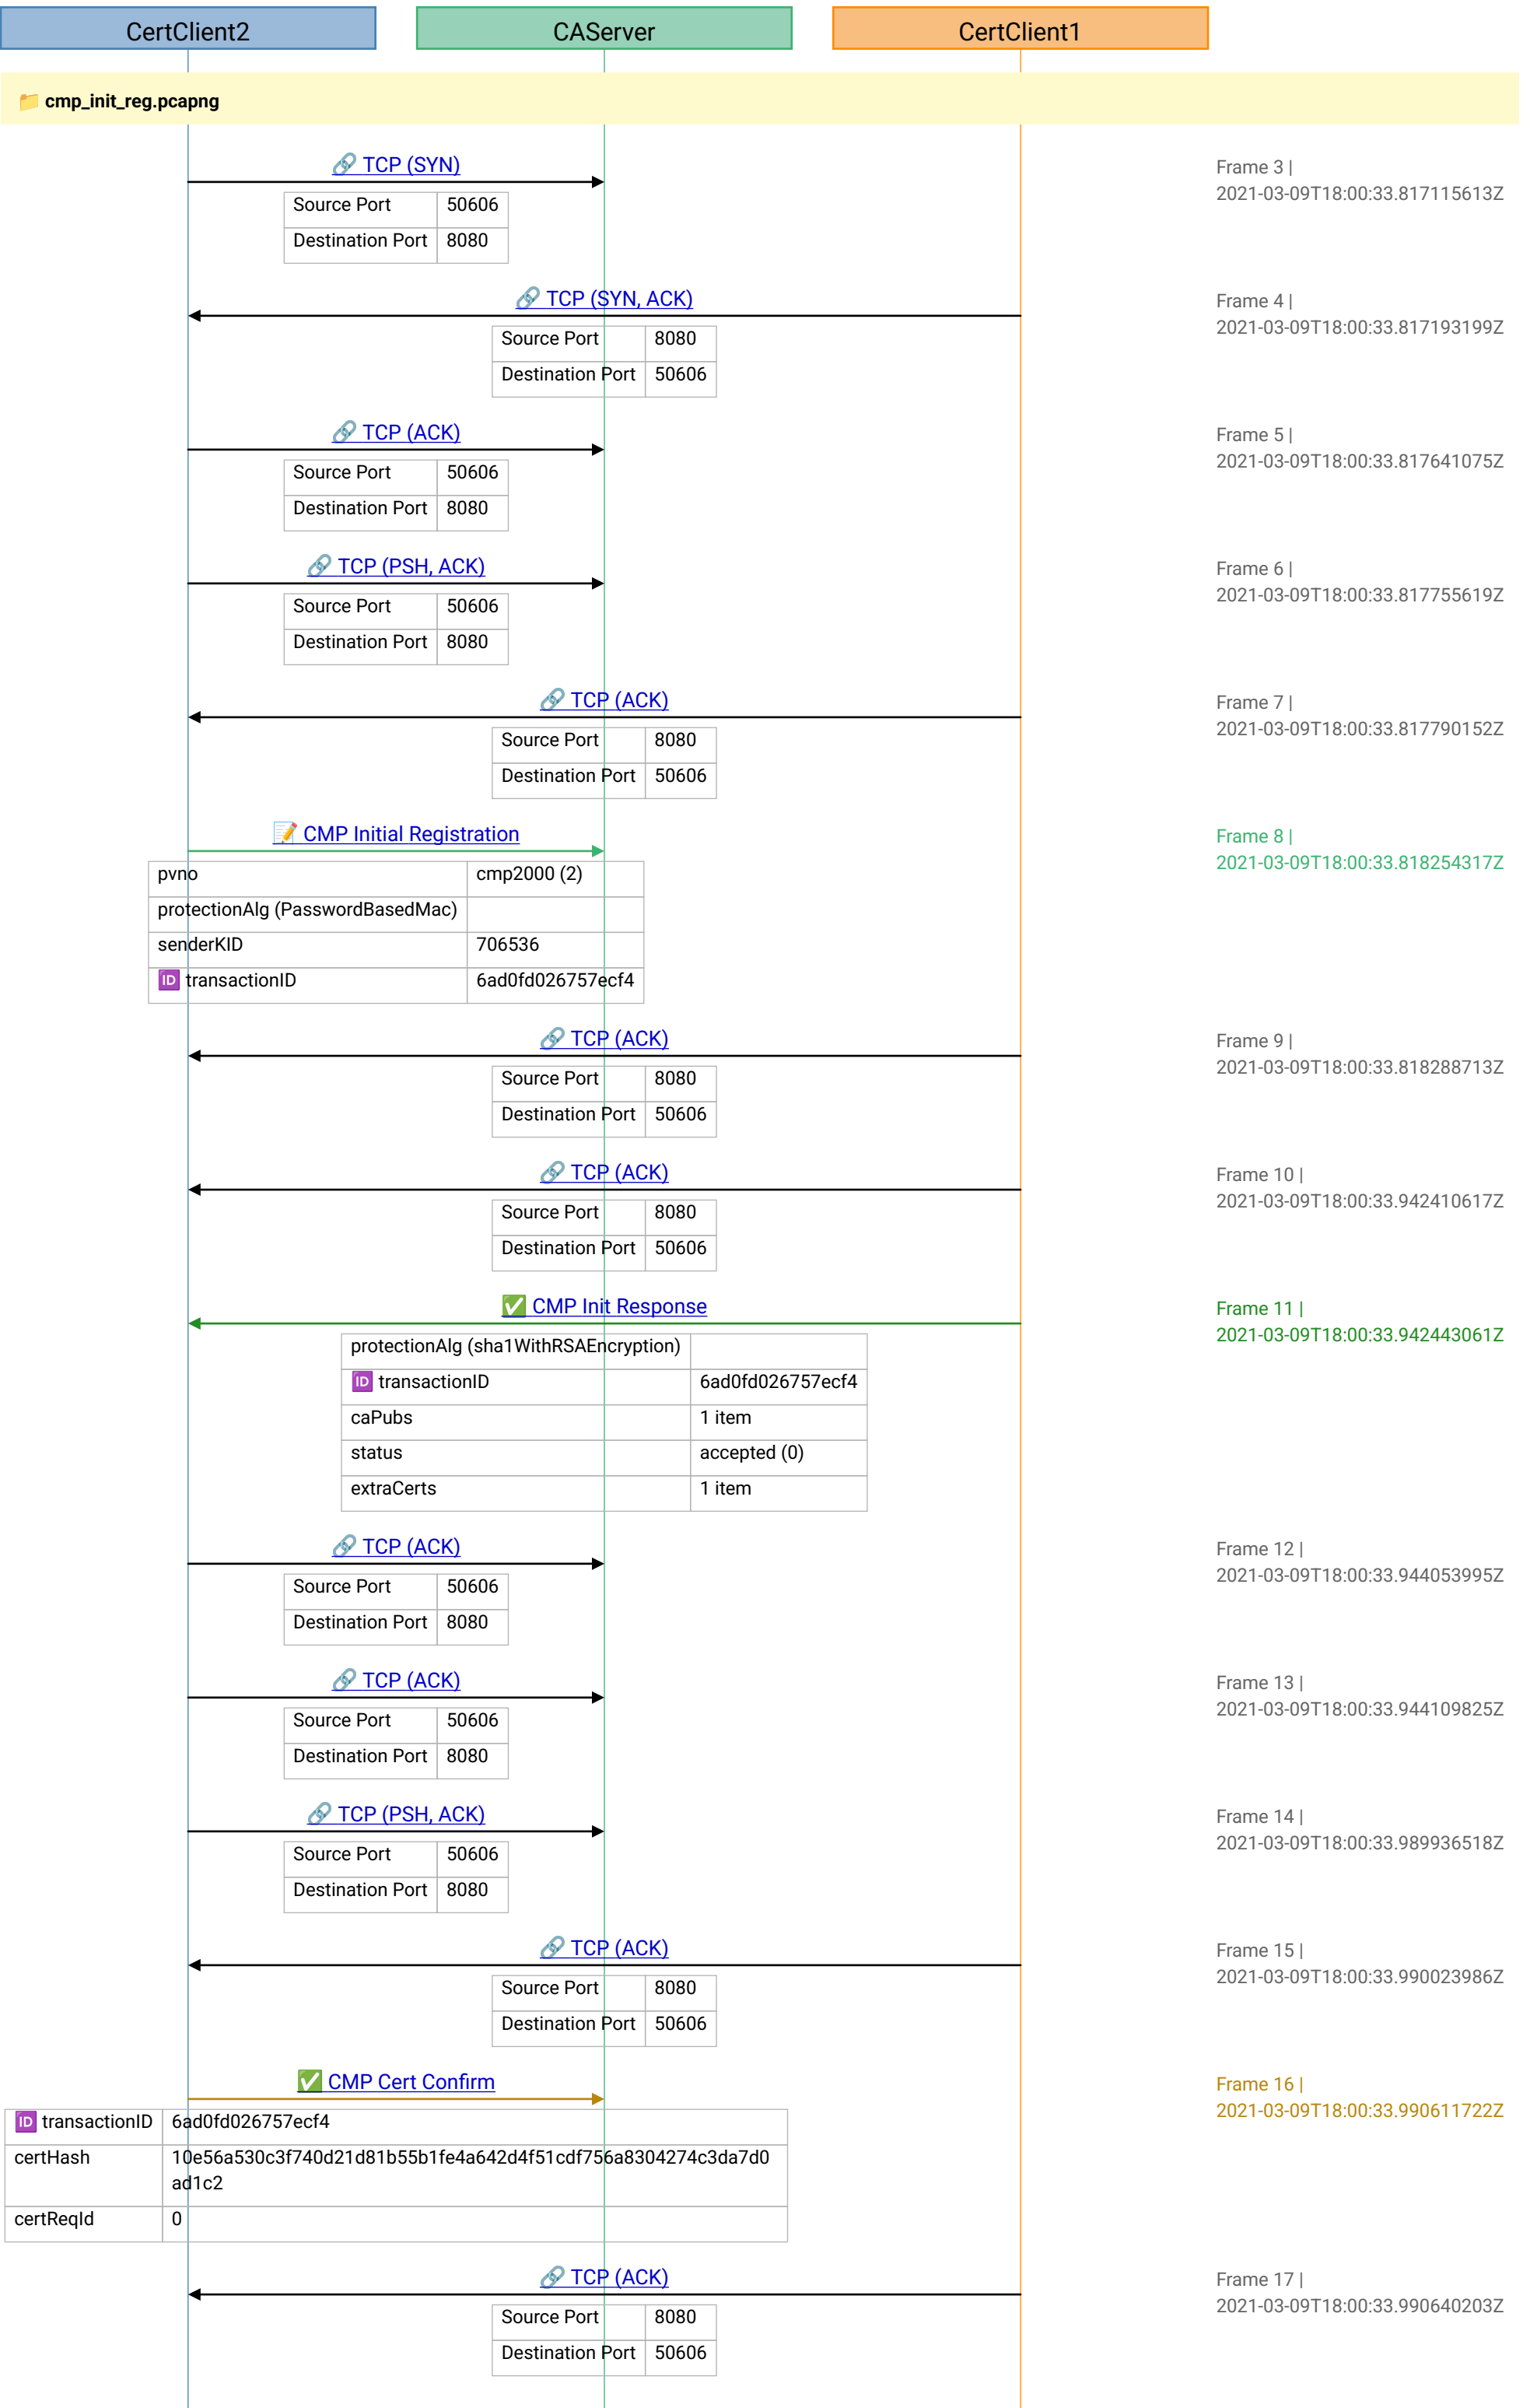 CertClient2 CAServer CertClient1
cmp_init_reg.pcapng
TCP (SYN)
Frame 3 |
2021-03-09T18:00:33.817115613Z
Source Port 50606
Destination Port 8080
TCP (SYN, ACK)
Frame 4 |
2021-03-09T18:00:33.817193199Z
Source Port 8080
Destination Port 50606
TCP (ACK)
Frame 5 |
2021-03-09T18:00:33.817641075Z
Source Port 50606
Destination Port 8080
TCP (PSH, ACK)
Frame 6 |
2021-03-09T18:00:33.817755619Z
Source Port 50606
Destination Port 8080
TCP (ACK)
Frame 7 |
2021-03-09T18:00:33.817790152Z
Source Port 8080
Destination Port 50606
CMP Initial Registration
Frame 8 |
2021-03-09T18:00:33.818254317Z
pvno cmp2000 (2)
protectionAlg (PasswordBasedMac)
senderKID 706536
🆔 transactionID 6ad0fd026757ecf4
TCP (ACK)
Frame 9 |
2021-03-09T18:00:33.818288713Z
Source Port 8080
Destination Port 50606
TCP (ACK)
Frame 10 |
2021-03-09T18:00:33.942410617Z
Source Port 8080
Destination Port 50606
CMP Init Response
Frame 11 |
2021-03-09T18:00:33.942443061Z
protectionAlg (sha1WithRSAEncryption)
🆔 transactionID 6ad0fd026757ecf4
caPubs 1 item
status accepted (0)
extraCerts 1 item
TCP (ACK)
Frame 12 |
2021-03-09T18:00:33.944053995Z
Source Port 50606
Destination Port 8080
TCP (ACK)
Frame 13 |
2021-03-09T18:00:33.944109825Z
Source Port 50606
Destination Port 8080
TCP (PSH, ACK)
Frame 14 |
2021-03-09T18:00:33.989936518Z
Source Port 50606
Destination Port 8080
TCP (ACK)
Frame 15 |
2021-03-09T18:00:33.990023986Z
Source Port 8080
Destination Port 50606
CMP Cert Confirm
Frame 16 |
2021-03-09T18:00:33.990611722Z
🆔 transactionID 6ad0fd026757ecf4
certHash 10e56a530c3f740d21d81b55b1fe4a642d4f51cdf756a8304274c3da7d0
ad1c2
certReqId 0
TCP (ACK)
Frame 17 |
2021-03-09T18:00:33.990640203Z
Source Port 8080
Destination Port 50606